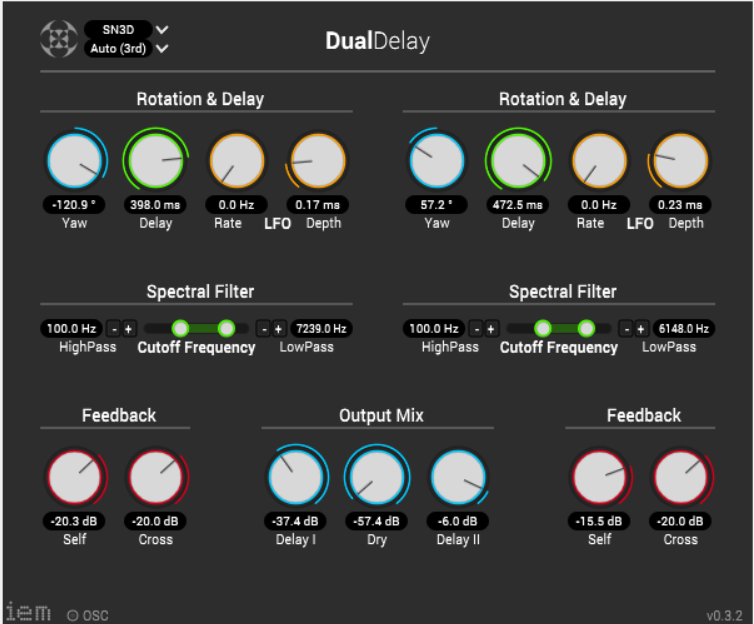 SN3D
Auto (3rd)
DualDelay
Rotation & Delay
Rotation & Delay
-120.9 ° 398.0 ms 0.0 Hz 0.17 ms
Yaw Delay Rate LFO Depth
57.2 ° 472.5 ms 0.0 Hz 0.23 ms
Yaw Delay Rate LFO Depth
Spectral Filter
Spectral Filter
100.0 Hz - + - + 7239.0 Hz
HighPass Cutoff Frequency LowPass
100.0 Hz - + - + 6148.0 Hz
HighPass Cutoff Frequency LowPass
Feedback
Output Mix
Feedback
-20.3 dB -20.0 dB
Self Cross
-37.4 dB -57.4 dB -6.0 dB
Delay I Dry Delay II
-15.5 dB -20.0 dB
Self Cross
iem OSC
v0.3.2